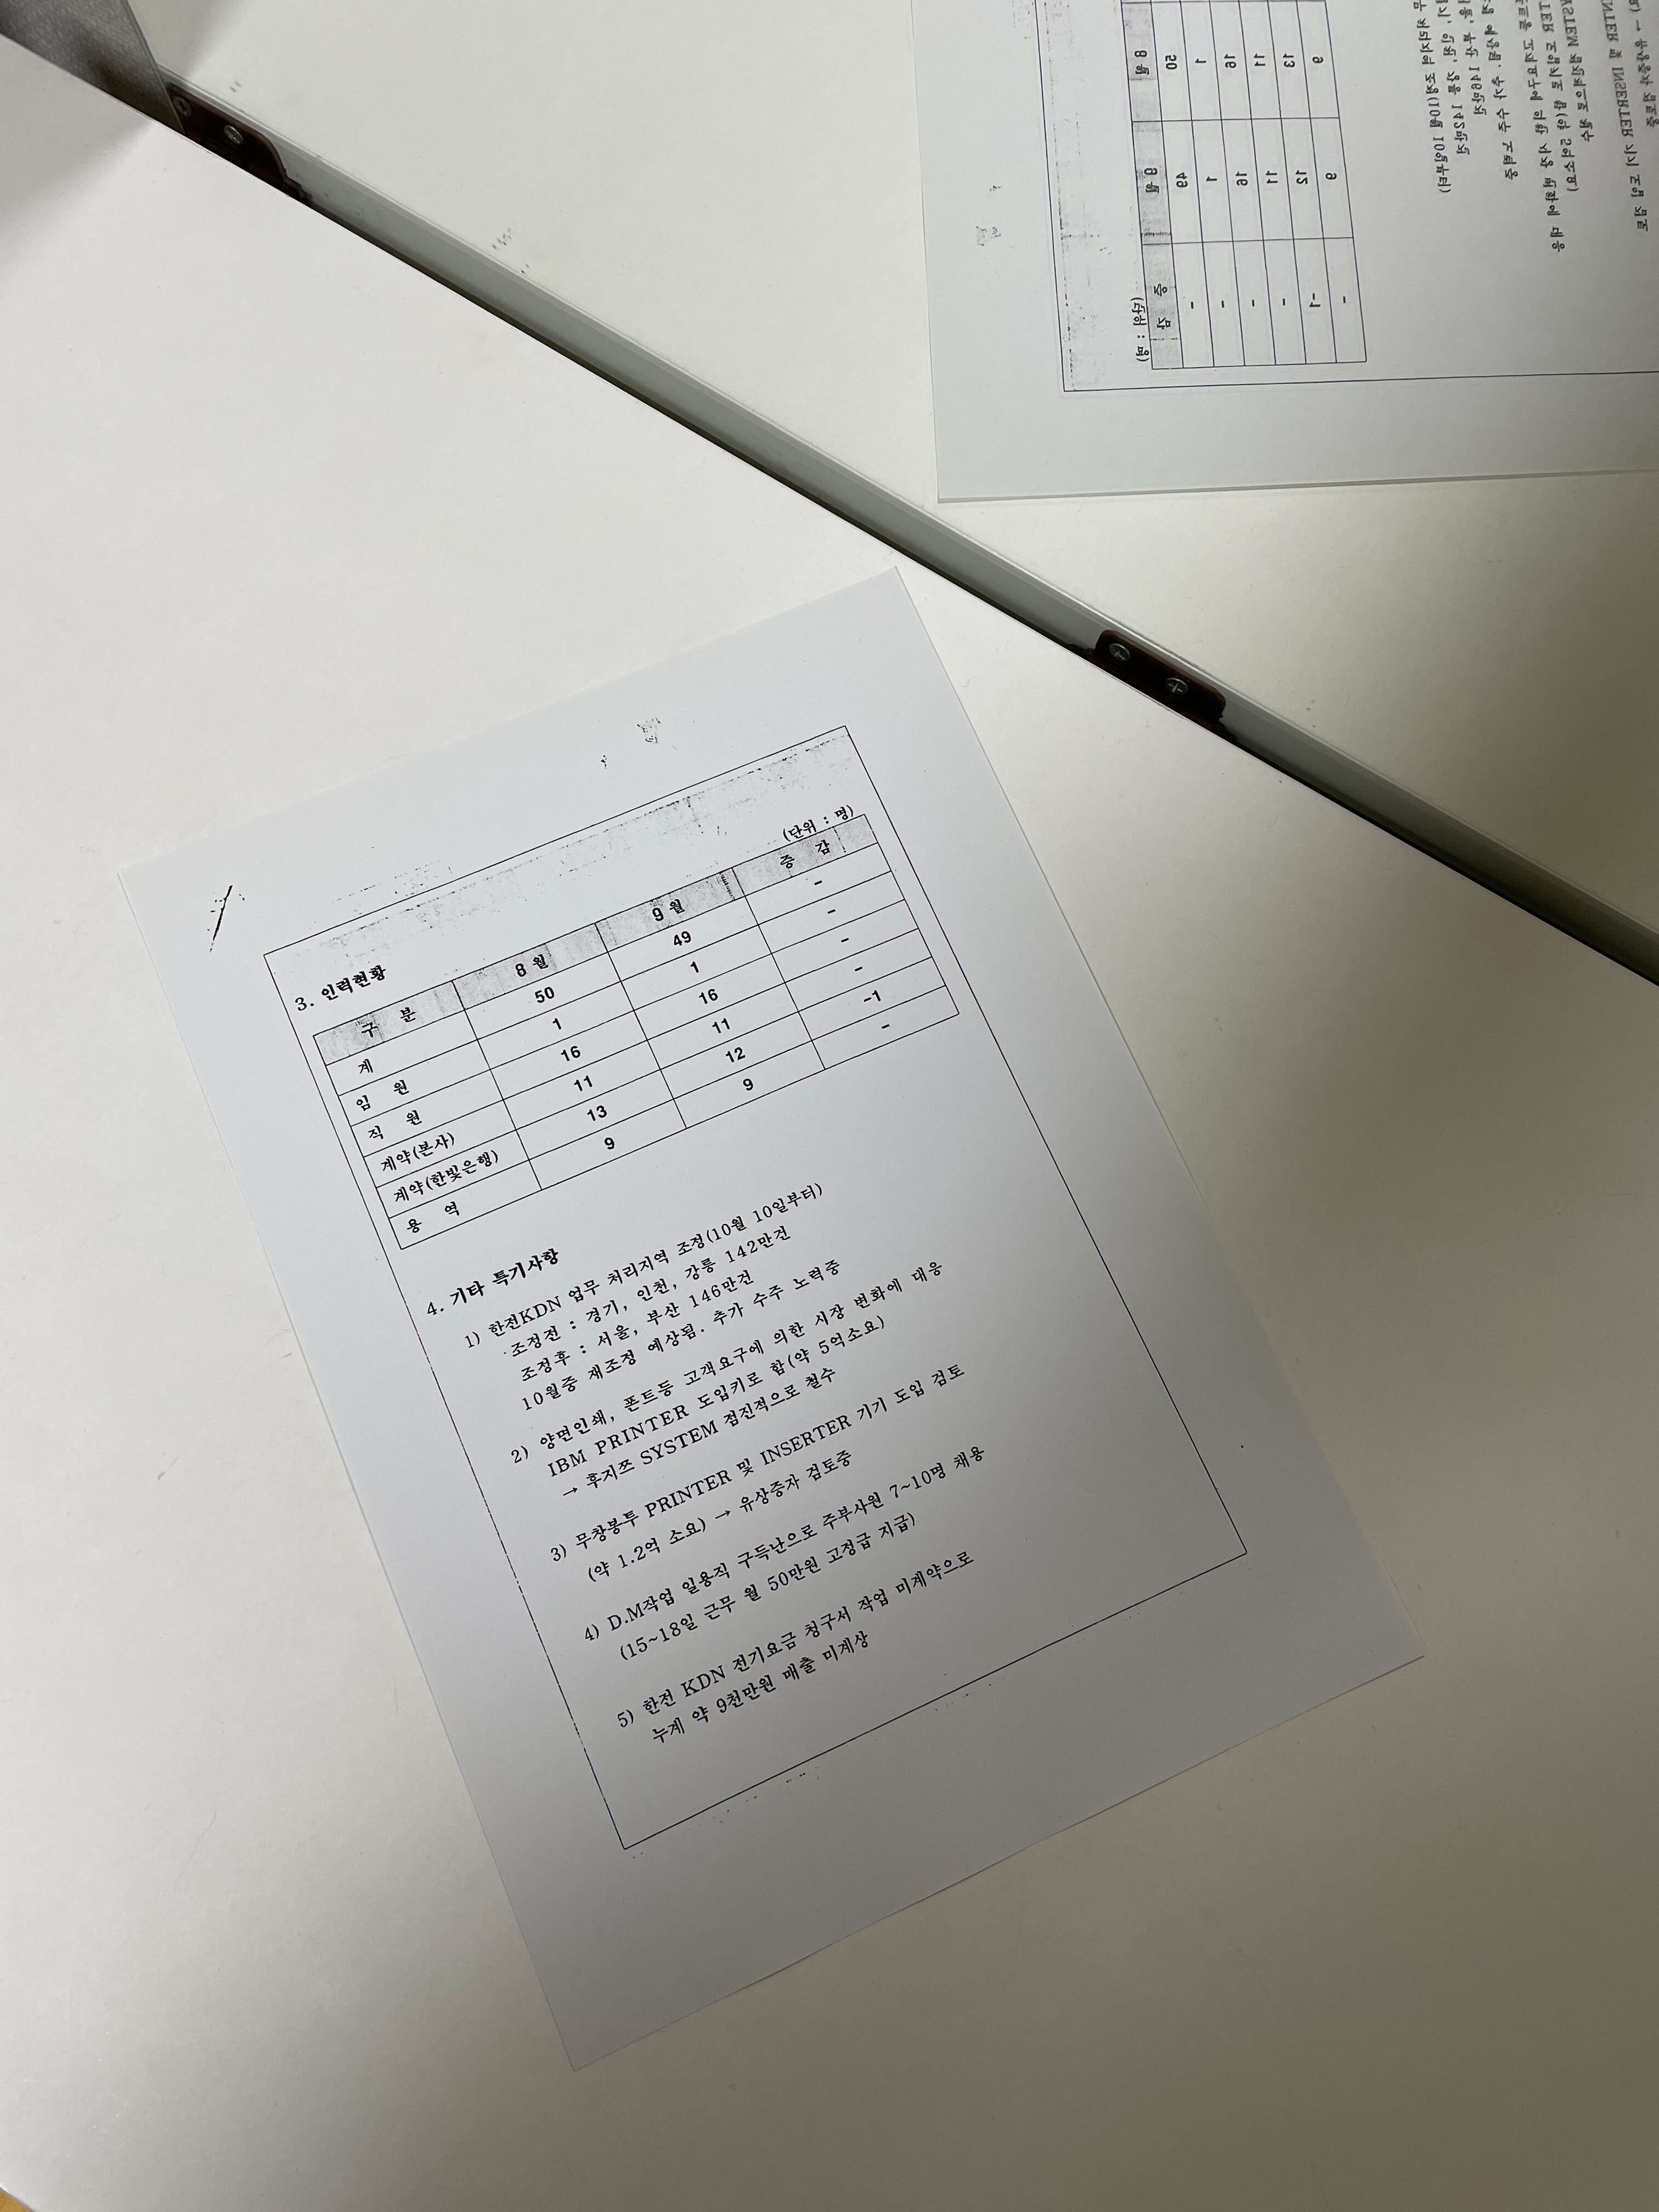 3. 인력현황
(단위 : 명)
구 분 8 월 9 월 증 감
계 50 49 -
임 원 1 1 -
직 원 16 16 -
계약(본사) 11 11 -
계약(한빛은행) 13 12 -1
용 역 9 9 -
4. 기타 특기사항
1) 한전KDN 업무 처리지역 조정(10월 10일부터)
조정전 : 경기, 인천, 강릉 142만건
조정후 : 서울, 부산 146만건
10월중 재조정 예상됨. 추가 수주 노력중
2) 양면인쇄, 폰트등 고객요구에 의한 시장 변화에 대응
IBM PRINTER 도입키로 함(약 5억소요)
→ 후지쯔 SYSTEM 점진적으로 철수
3) 무창봉투 PRINTER 및 INSERTER 기기 도입 검토
(약 1.2억 소요) → 유상증자 검토중
4) D.M작업 일용직 구득난으로 주부사원 7~10명 채용
(15~18일 근무 월 50만원 고정급 지급)
5) 한전 KDN 전기요금 청구서 작업 미계약으로
누계 약 9천만원 매출 미계상